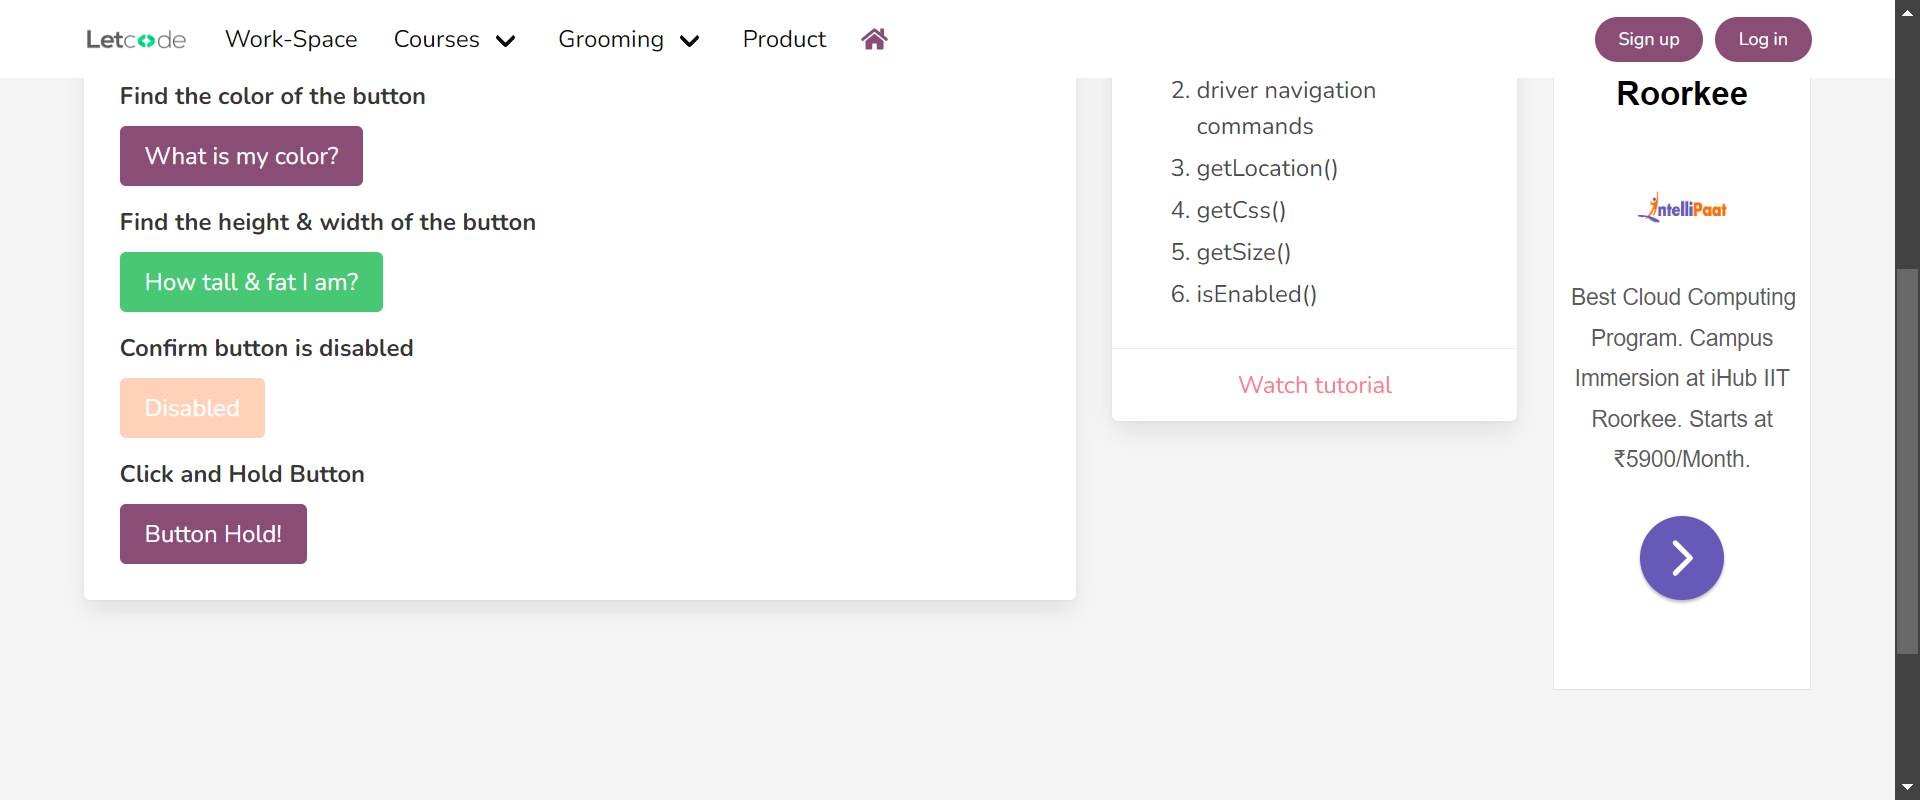 Letcode Work-Space Courses Grooming Product Sign up Log in
Find the color of the button
What is my color?
Find the height & width of the button
How tall & fat I am?
Confirm button is disabled
Disabled
Click and Hold Button
Button Hold!
2. driver navigation
commands
3. getLocation()
4. getCss()
5. getSize()
6. isEnabled()
Watch tutorial
Roorkee
IntelliPaat
Best Cloud Computing
Program. Campus
Immersion at iHub IIT
Roorkee. Starts at
₹5900/Month.